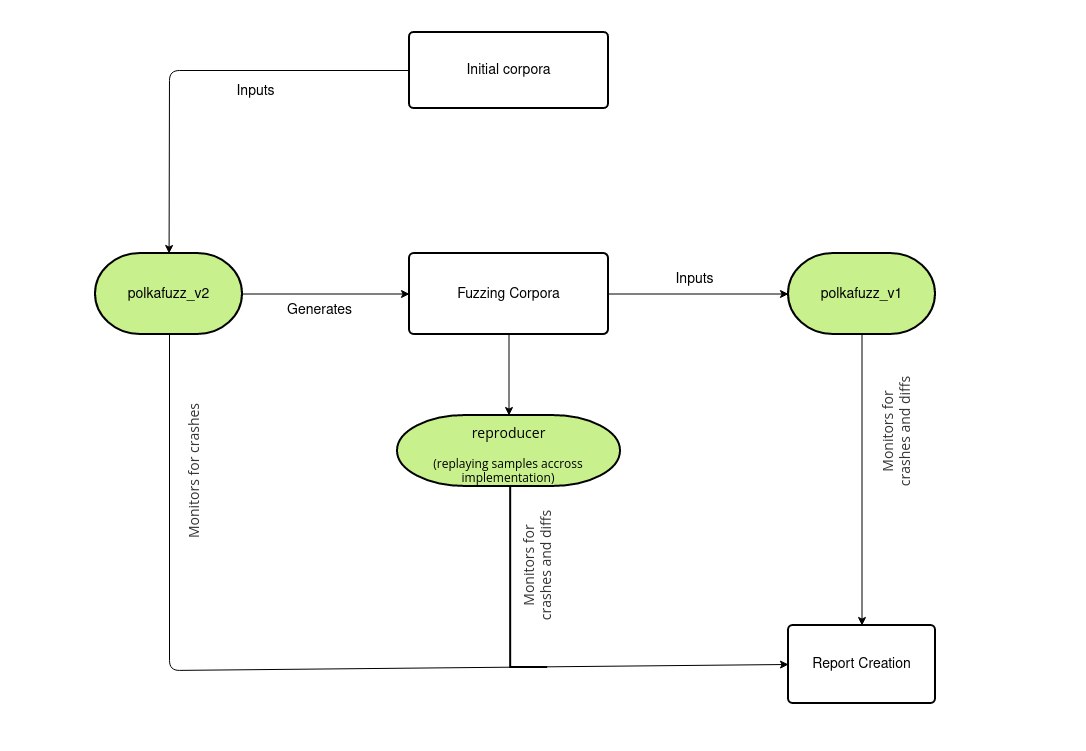 Initial corpora
Inputs
polkafuzz_v2
Generates
Fuzzing Corpora
Inputs
polkafuzz_v1
Monitors for crashes
reproducer
(replaying samples accross
implementation)
Monitors for
crashes and diffs
Monitors for
crashes and diffs
Report Creation